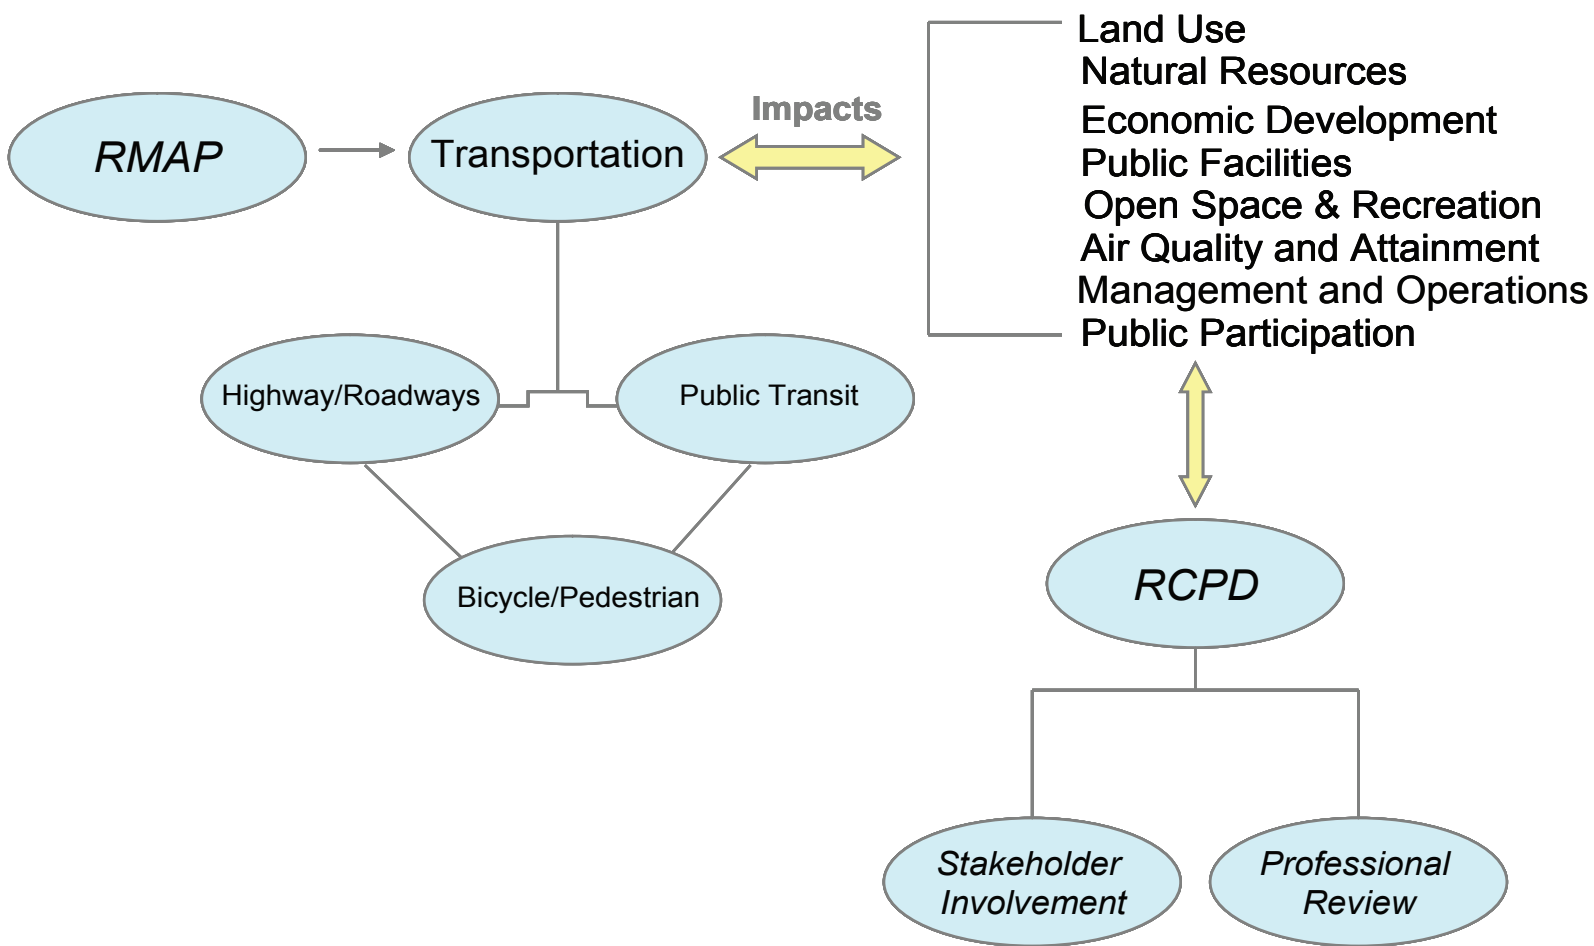 RMAP
Transportation
Impacts
Land Use
Natural Resources
Economic Development
Public Facilities
Open Space & Recreation
Air Quality and Attainment
Management and Operations
Public Participation
Highway/Roadways
Public Transit
Bicycle/Pedestrian
RCPD
Stakeholder
Involvement
Professional
Review